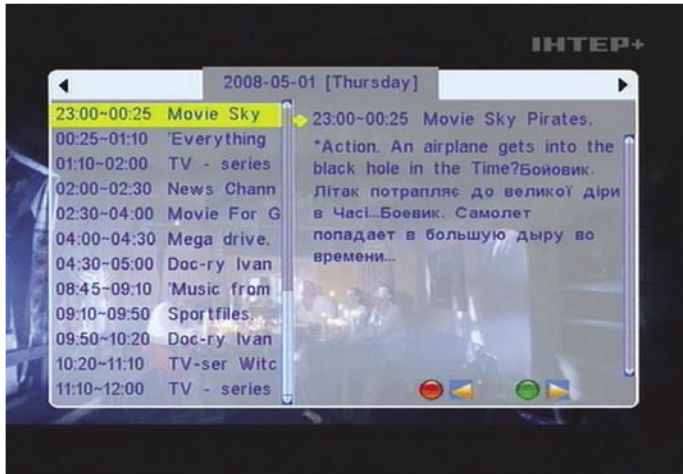 ІНТЕР+
2008-05-01 [Thursday]
23:00~00:25 Movie Sky
00:25~01:10 'Everything
01:10~02:00 TV - series
02:00~02:30 News Chann
02:30~04:00 Movie For G
04:00~04:30 Mega drive.
04:30~05:00 Doc-ry Ivan
08:45~09:10 'Music from
09:10~09:50 Sportfiles.
09:50~10:20 Doc-ry Ivan
10:20~11:10 TV-ser Witc
11:10~12:00 TV - series
23:00~00:25 Movie Sky Pirates.
*Action. An airplane gets into the
black hole in the Time?Бойовик.
Літак потрапляє до великої діри
в Часі...Боевик. Самолет
попадает в большую дыру во
времени...